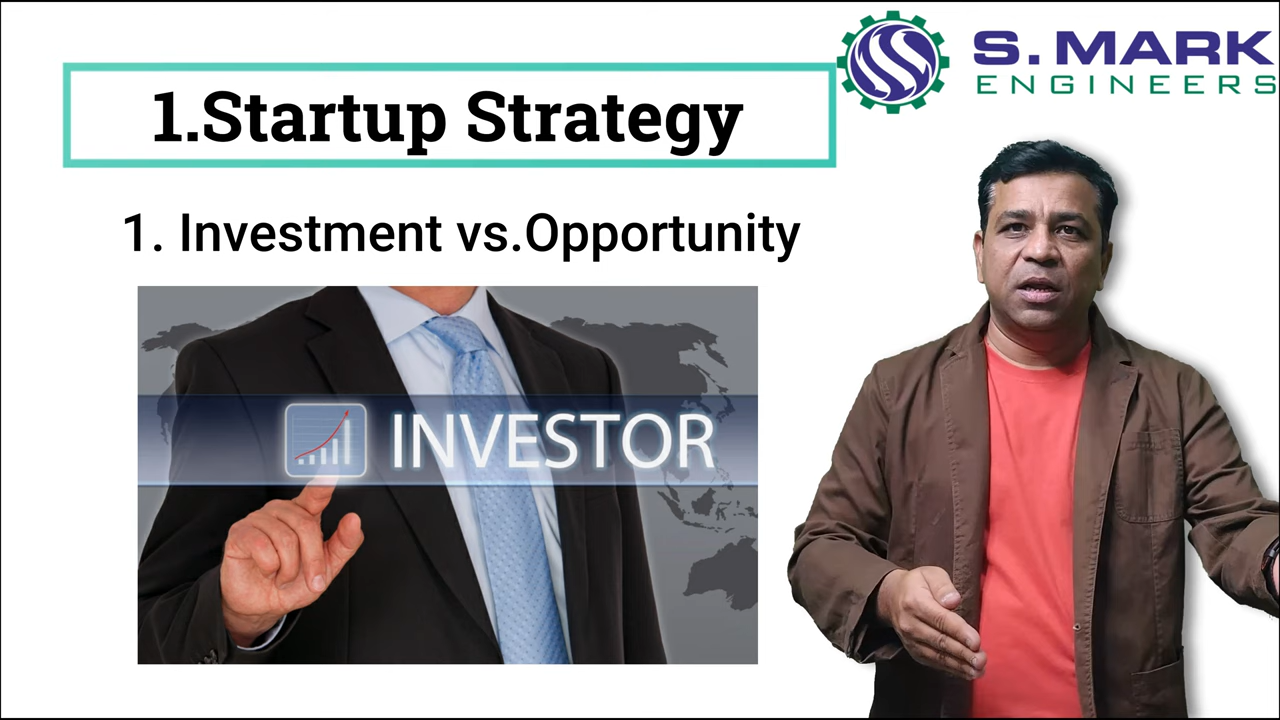 S. MARK
ENGINEERS
1.Startup Strategy
1. Investment vs.Opportunity
INVESTOR